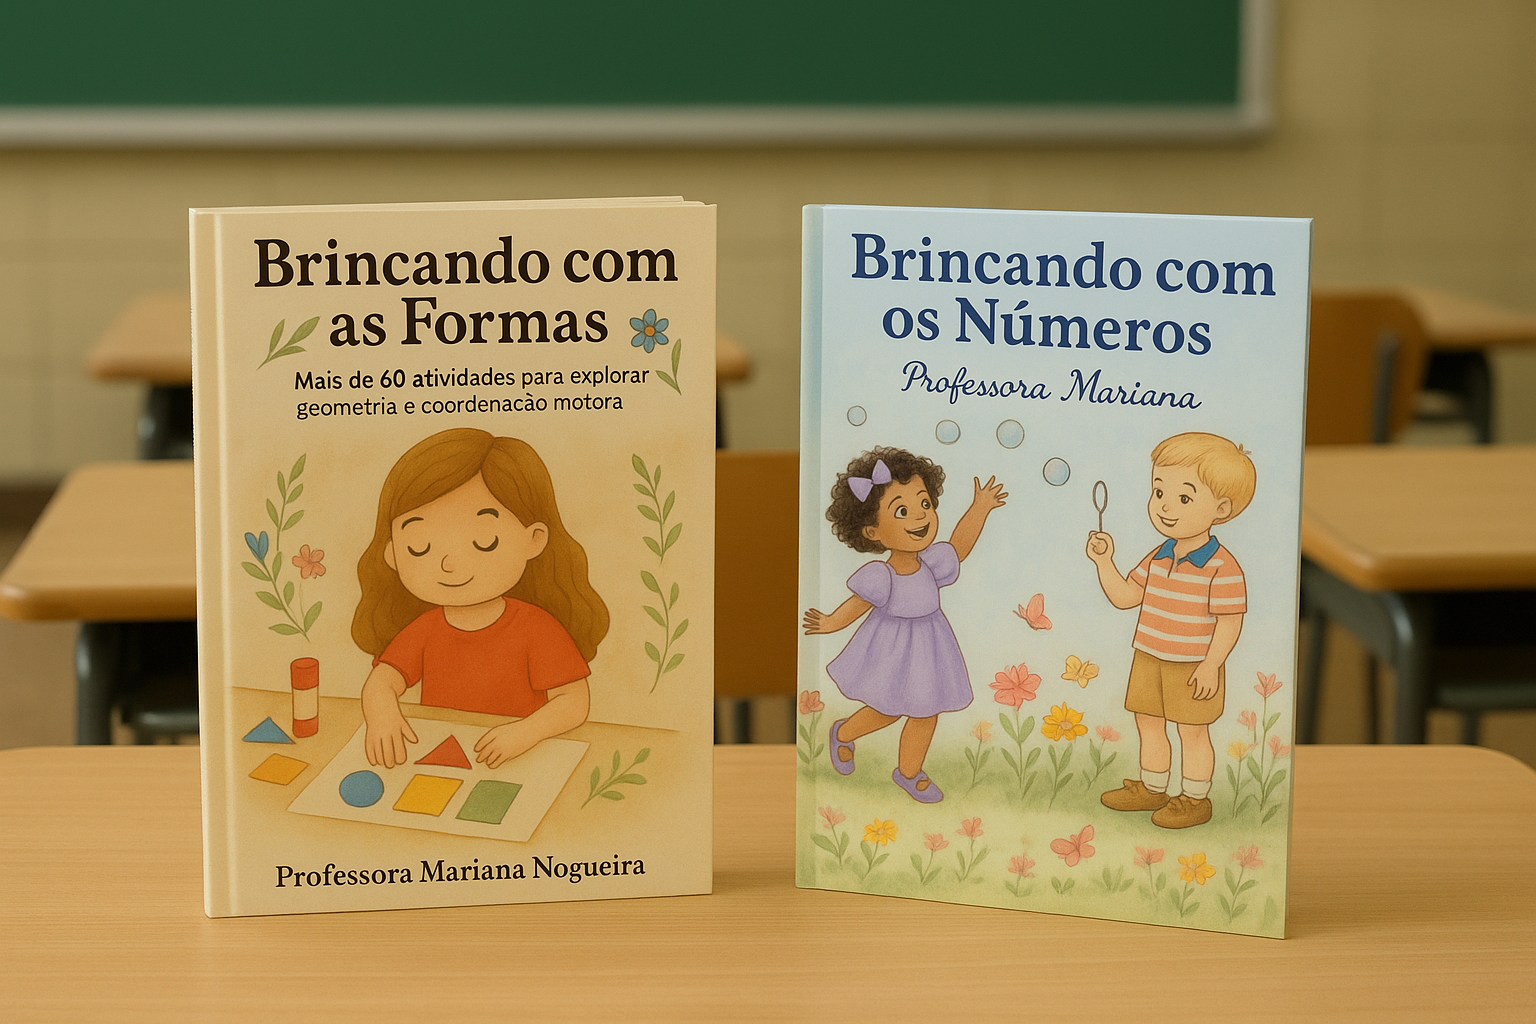 Brincando com
as Formas
Mais de 60 atividades para explorar
geometria e coordenacào motora
Professora Mariana Nogueira
Brincando com
os Números
Professora Mariana